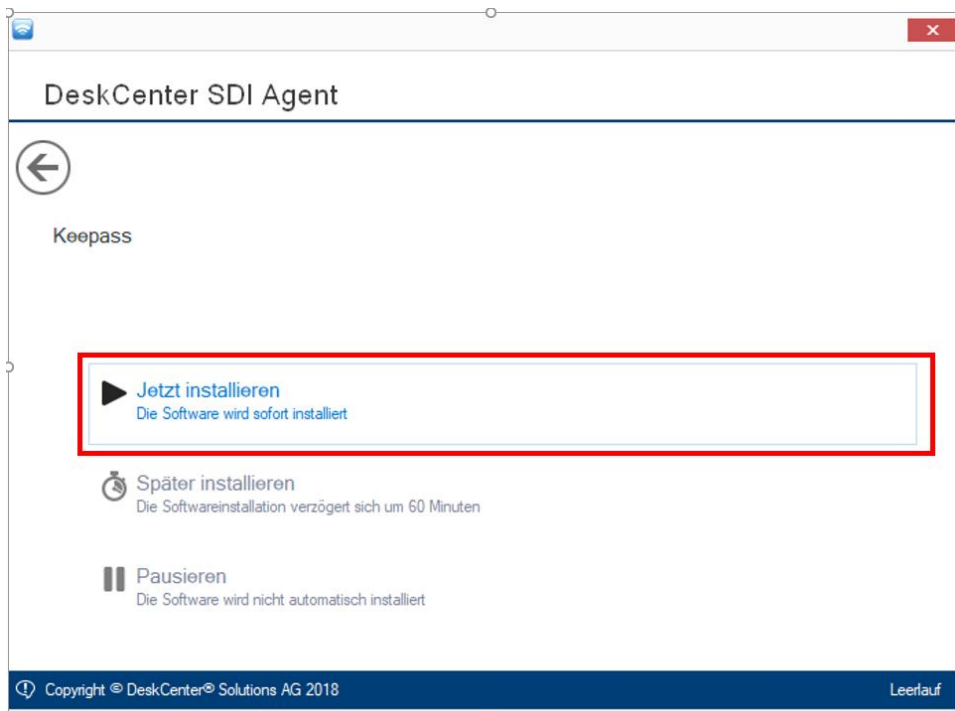 DeskCenter SDI Agent
Keepass
Jetzt installieren
Die Software wird sofort installiert
Später installieren
Die Softwareinstallation verzögert sich um 60 Minuten
Pausieren
Die Software wird nicht automatisch installiert
Copyright © DeskCenter® Solutions AG 2018 Leerlauf